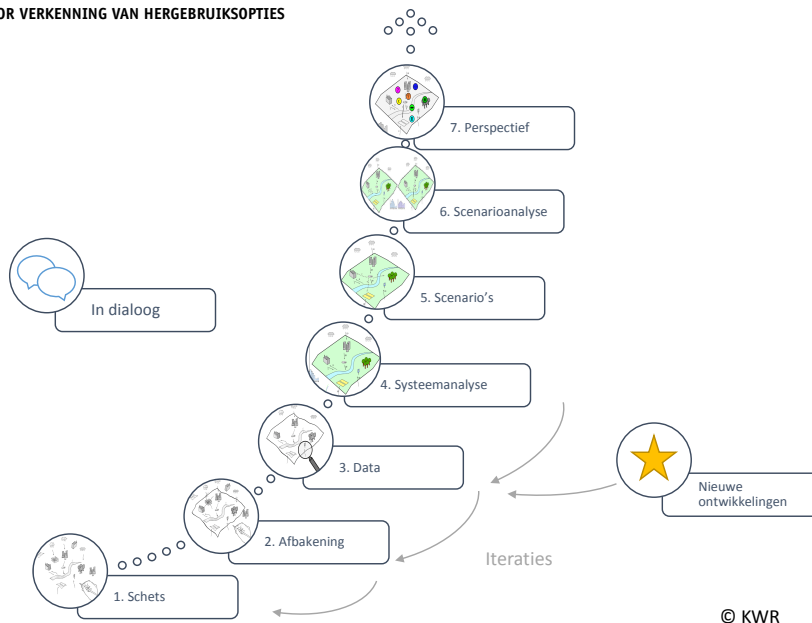 OR VERKENNING VAN HERGEBRUIKSOPTIES
7. Perspectief
6. Scenarioanalyse
5. Scenario's
In dialoog
4. Systeemanalyse
3. Data
Nieuwe
ontwikkelingen
2. Afbakening
Iteraties
1. Schets
© KWR